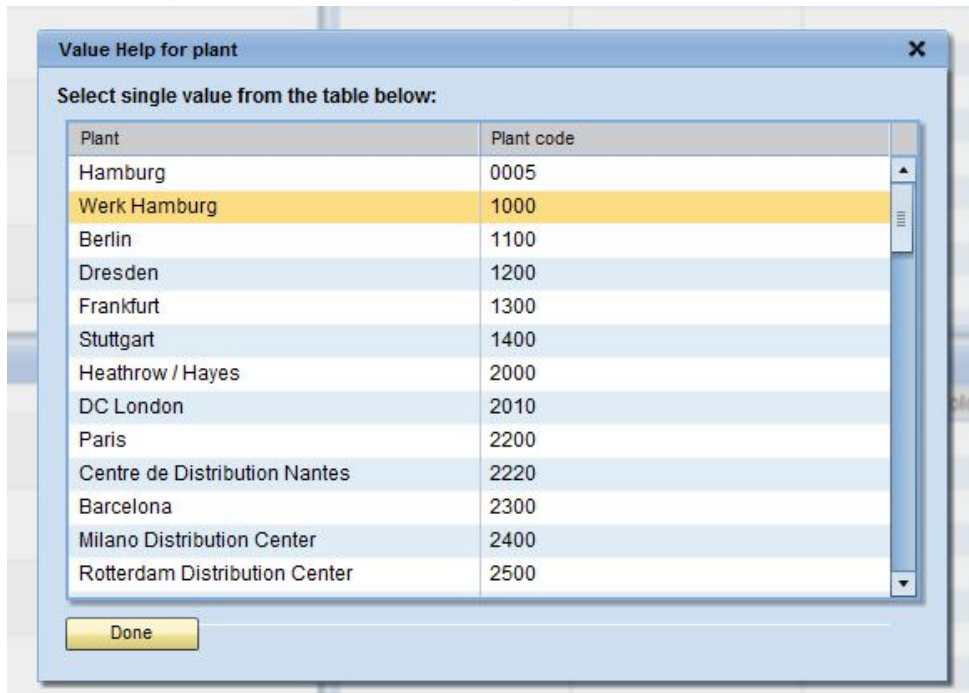 Value Help for plant
Select single value from the table below:
Plant Plant code
Hamburg 0005
Werk Hamburg 1000
Berlin 1100
Dresden 1200
Frankfurt 1300
Stuttgart 1400
Heathrow / Hayes 2000
DC London 2010
Paris 2200
Centre de Distribution Nantes 2220
Barcelona 2300
Milano Distribution Center 2400
Rotterdam Distribution Center 2500
Done